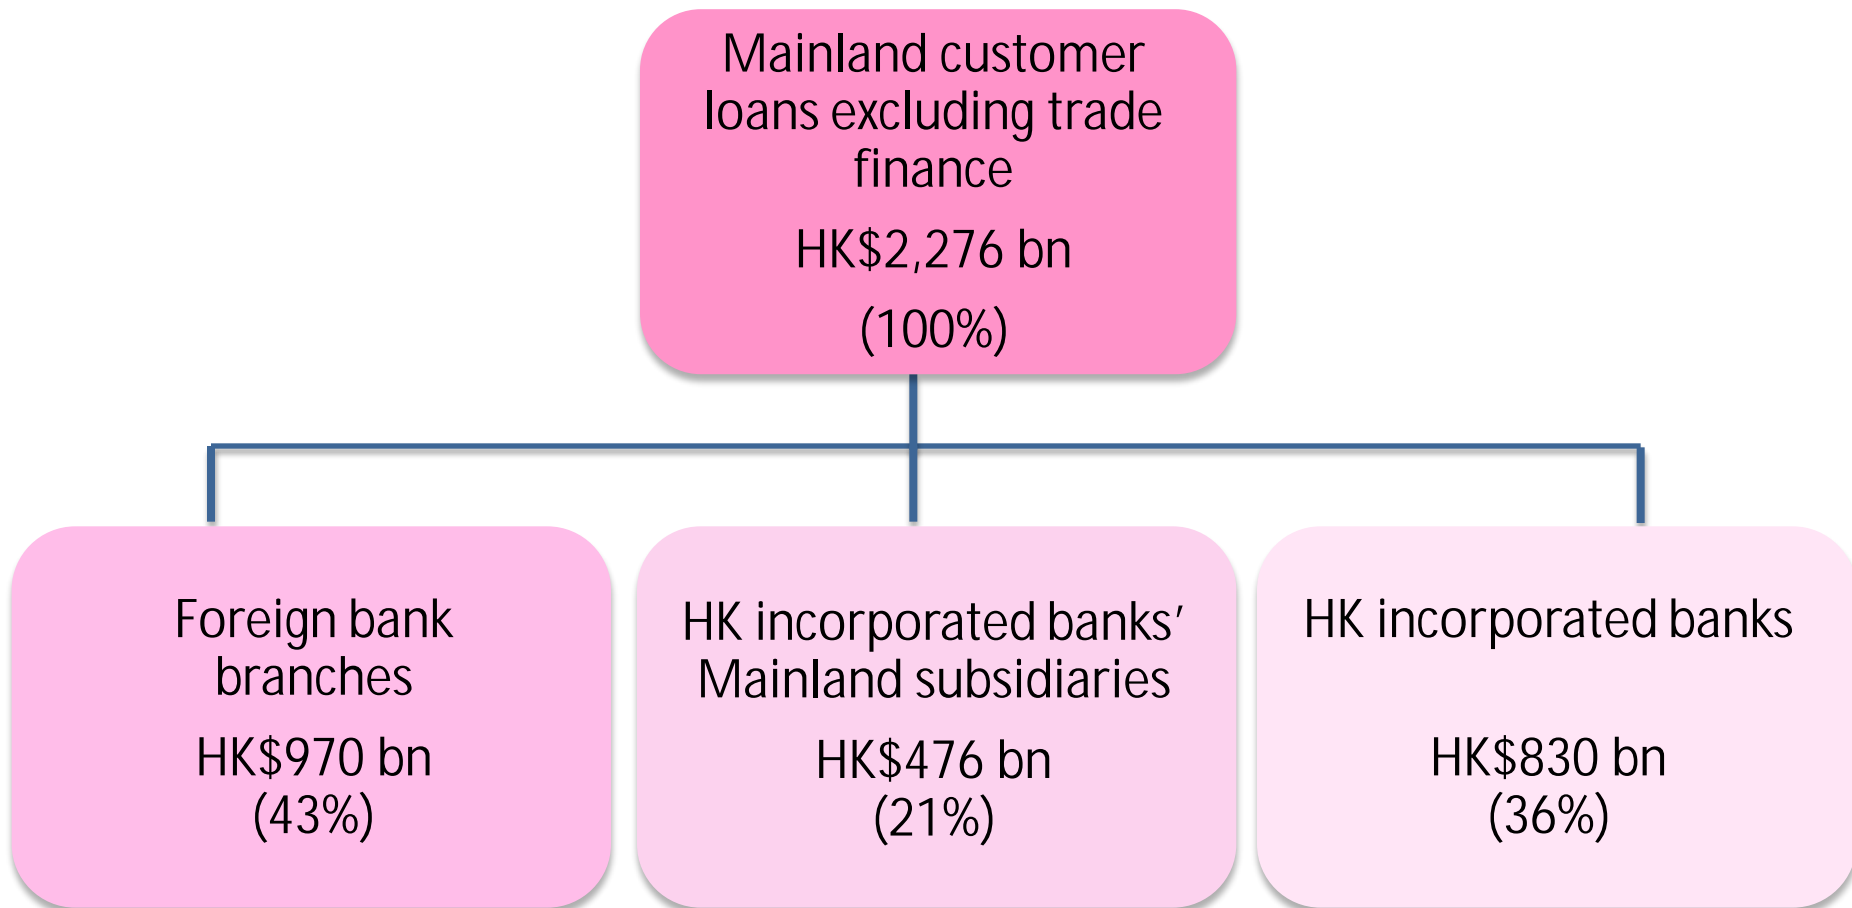 Mainland customer
loans excluding trade
finance
HK$2,276 bn
(100%)
Foreign bank
branches
HK$970 bn
(43%)
HK incorporated banks’
Mainland subsidiaries
HK$476 bn
(21%)
HK incorporated banks
HK$830 bn
(36%)